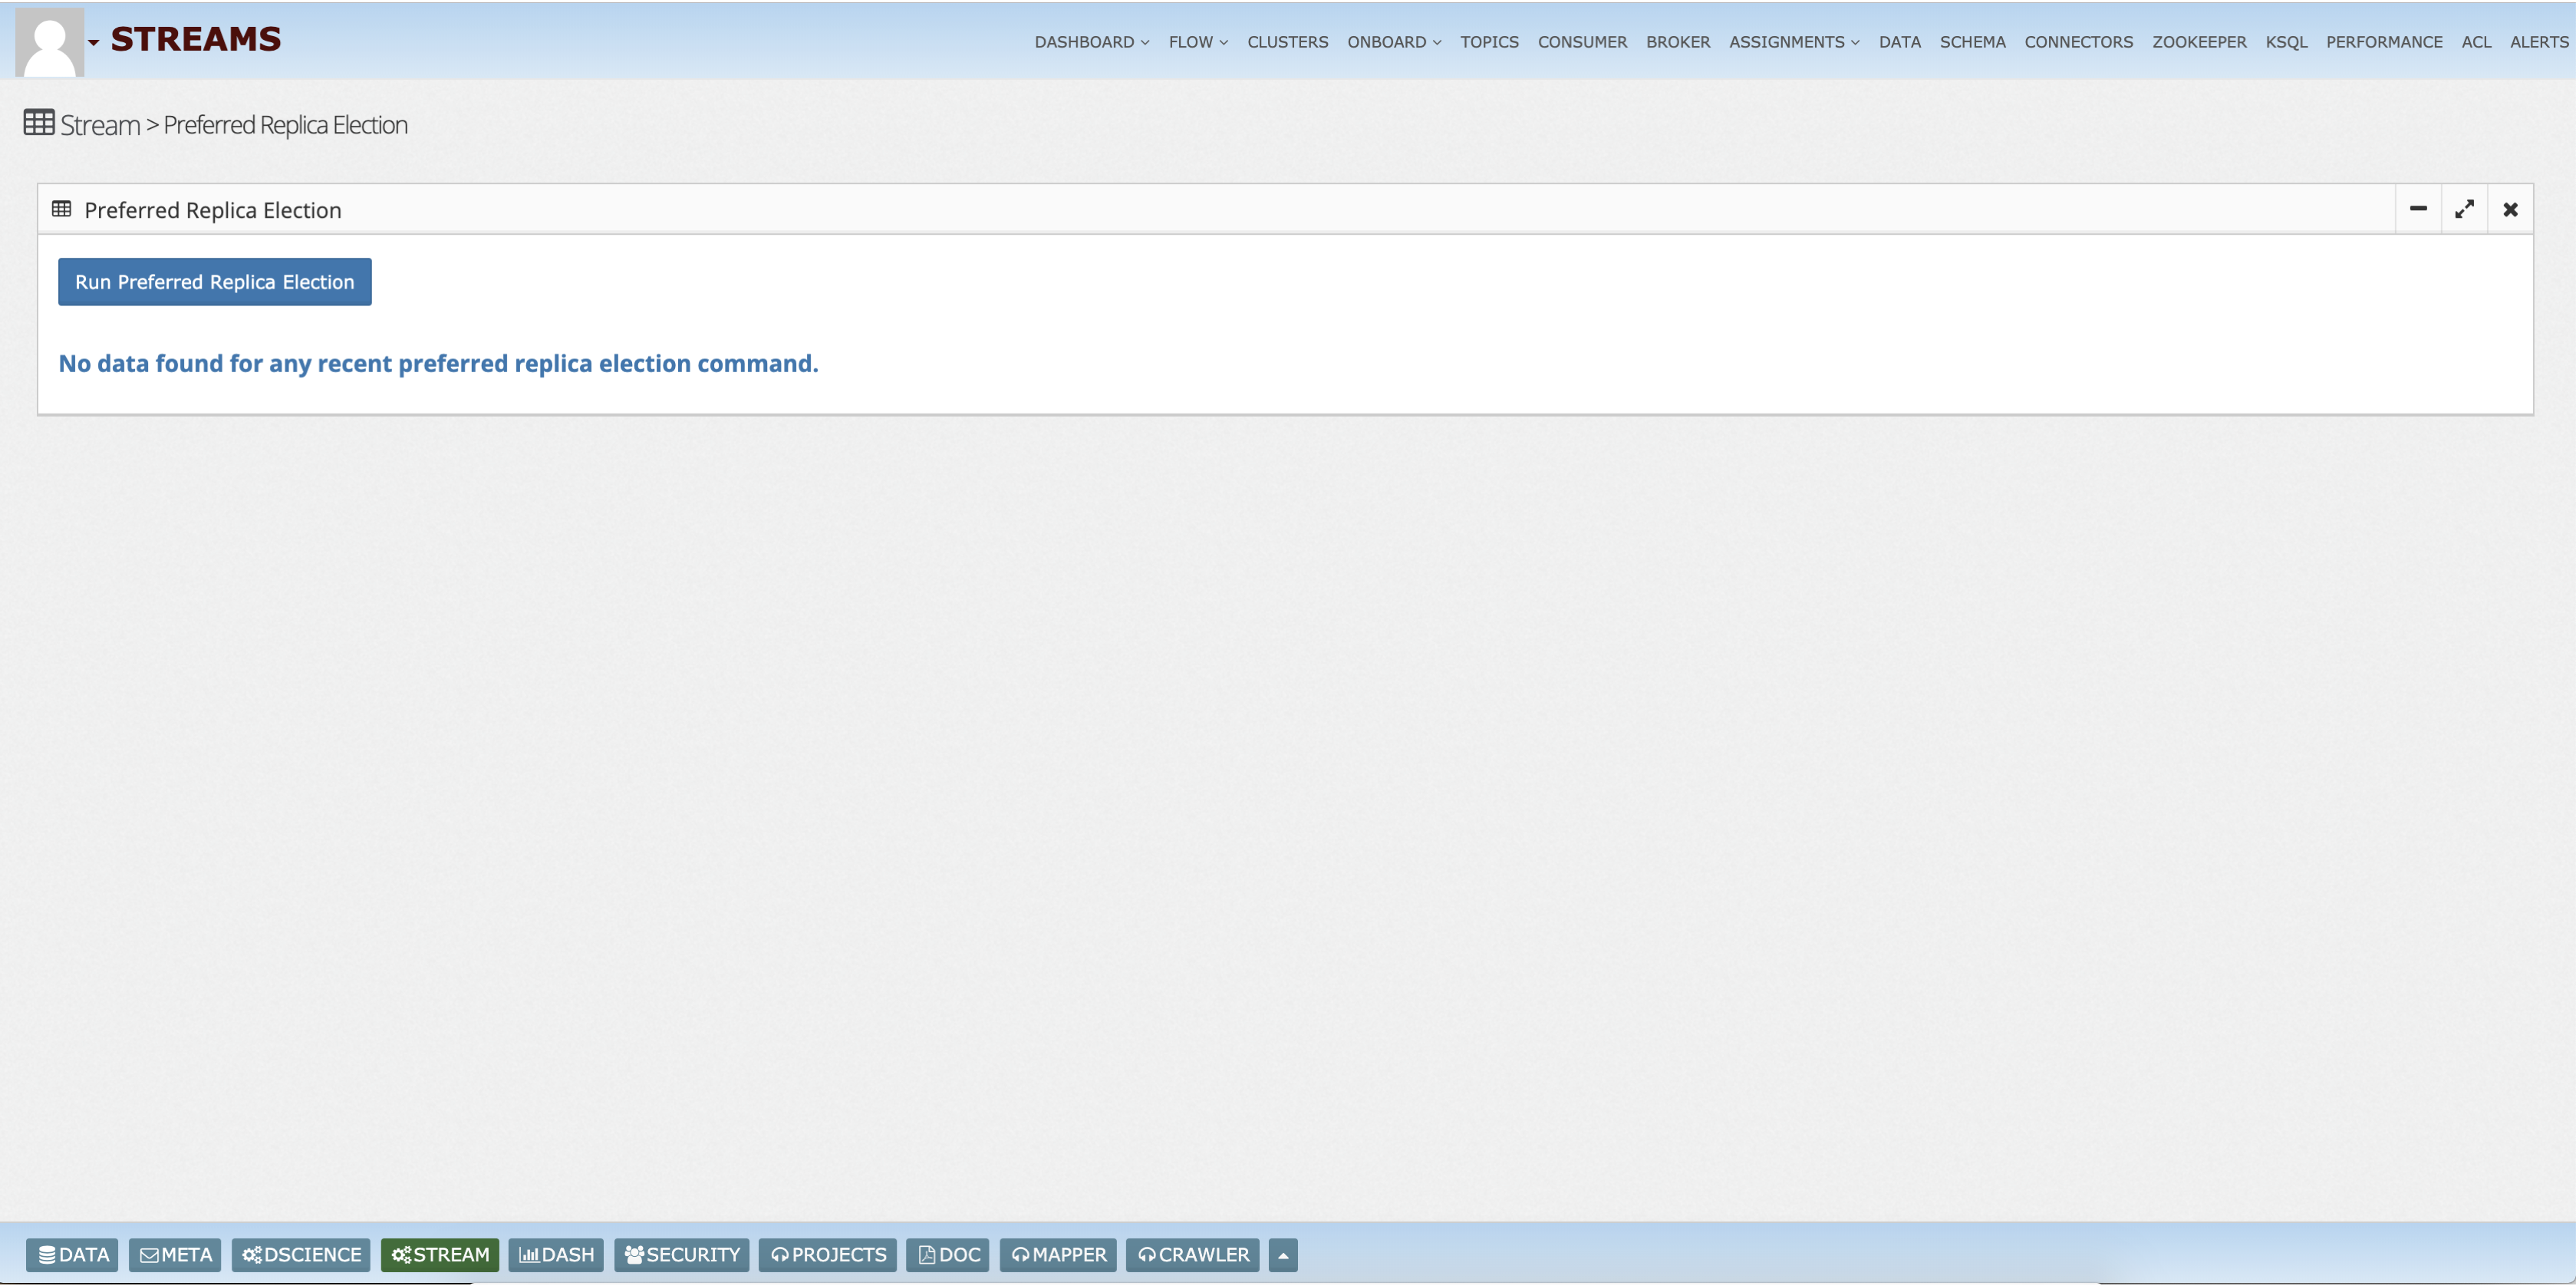 STREAMS
DASHBOARD FLOW CLUSTERS ONBOARD TOPICS CONSUMER BROKER ASSIGNMENTS DATA SCHEMA CONNECTORS ZOOKEEPER KSQL PERFORMANCE ACL ALERTS
Stream > Preferred Replica Election
Preferred Replica Election
Run Preferred Replica Election
No data found for any recent preferred replica election command.
DATA META DSCIENCE STREAM DASH SECURITY PROJECTS DOC MAPPER CRAWLER